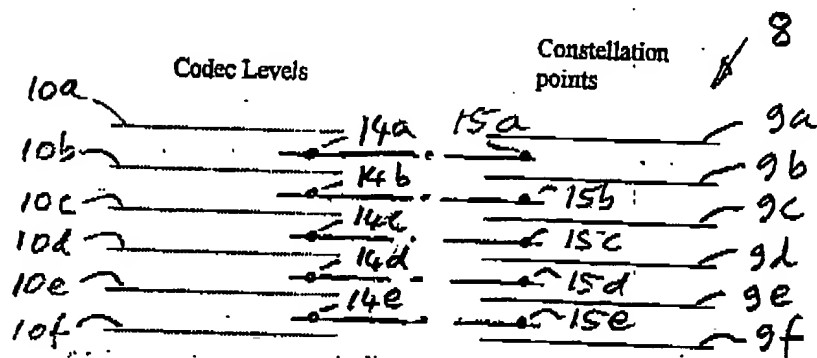 8
Codec Levels
Constellation
points
10a
14a
15a
9a
10b
14b
15b
9b
10c
14c
15c
9c
10d
14d
15d
9d
10e
14e
15e
9e
10f
9f